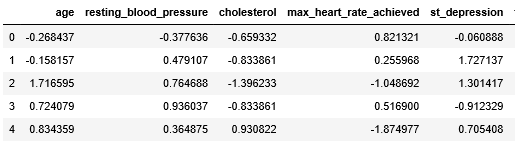 age resting_blood_pressure cholesterol max_heart_rate_achieved st_depression
0 -0.268437 -0.377636 -0.659332 0.821321 -0.060888
1 -0.158157 0.479107 -0.833861 0.255968 1.727137
2 1.716595 0.764688 -1.396233 -1.048692 1.301417
3 0.724079 0.936037 -0.833861 0.516900 -0.912329
4 0.834359 0.364875 0.930822 -1.874977 0.705408